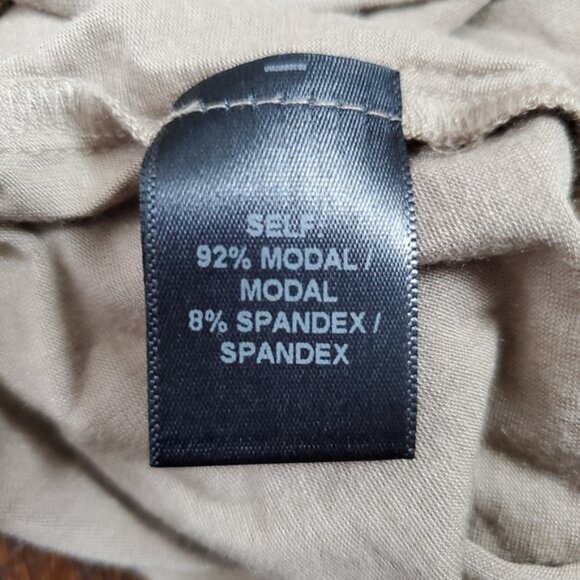 SELF:
92% MODAL /
MODAL
8% SPANDEX /
SPANDEX